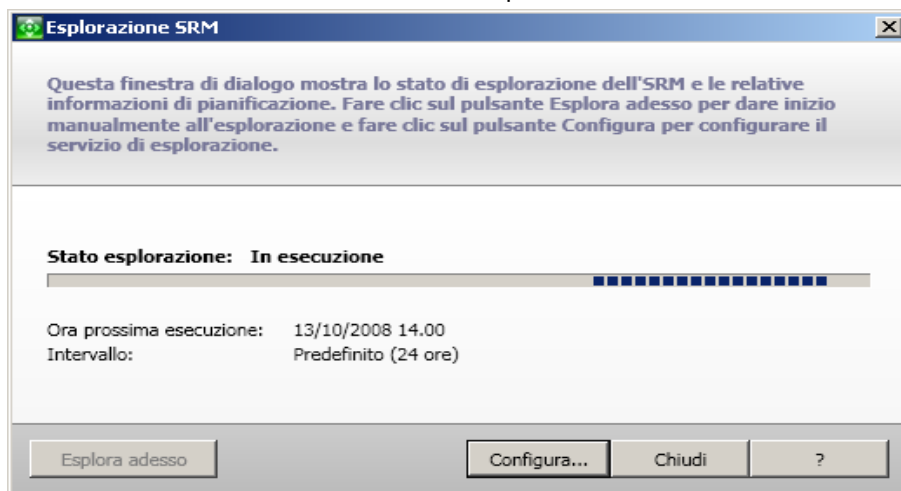 Esplorazione SRM
Questa finestra di dialogo mostra lo stato di esplorazione dell'SRM e le relative
informazioni di pianificazione. Fare clic sul pulsante Esplora adesso per dare inizio
manualmente all'esplorazione e fare clic sul pulsante Configura per configurare il
servizio di esplorazione.
Stato esplorazione: In esecuzione
Ora prossima esecuzione: 13/10/2008 14.00
Intervallo: Predefinito (24 ore)
Esplora adesso Configura... Chiudi ?